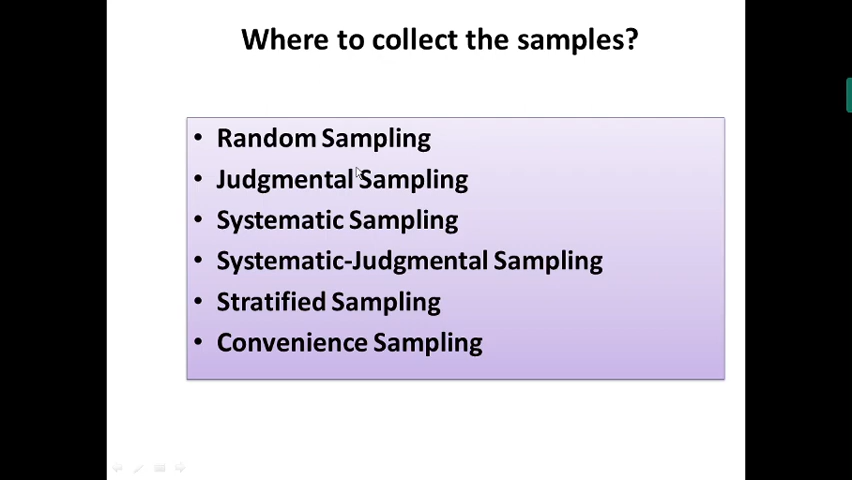 Where to collect the samples?
• Random Sampling
• Judgmental Sampling
• Systematic Sampling
• Systematic-Judgmental Sampling
• Stratified Sampling
• Convenience Sampling